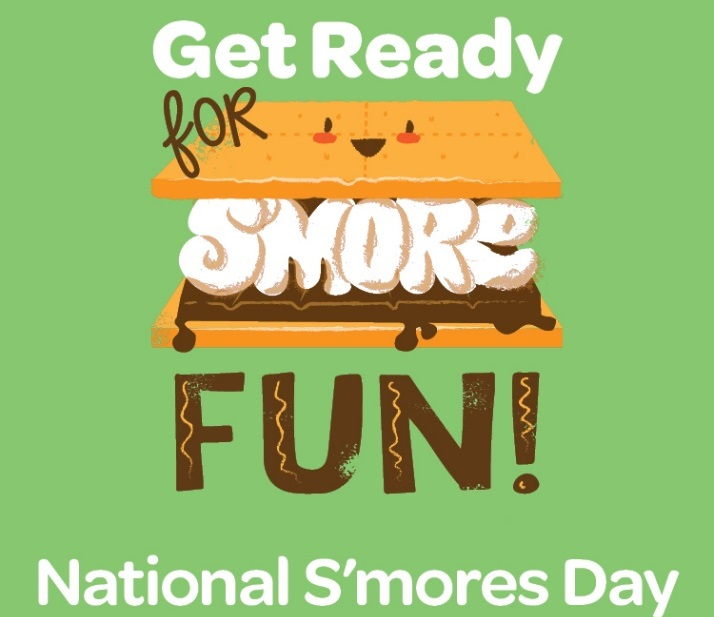 Get Ready
for
S'MORE
FUN!
National S'mores Day